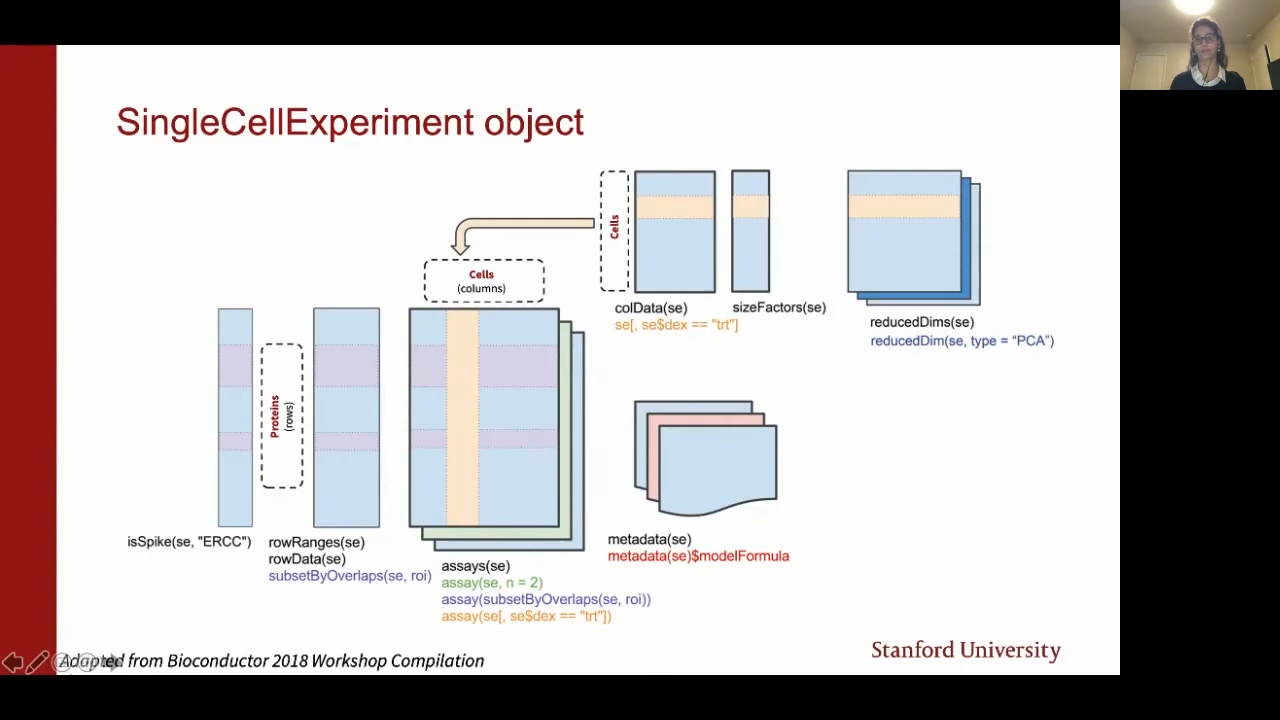 SingleCellExperiment object
Cells
colData(se)
se[, se$dex == "trt"]
sizeFactors(se)
reducedDims(se)
reducedDim(se, type = “PCA”)
Cells
(columns)
Proteins
(rows)
isSpike(se, "ERCC")
rowRanges(se)
rowData(se)
subsetByOverlaps(se, roi)
assays(se)
assay(se, n = 2)
assay(subsetByOverlaps(se, roi))
assay(se[, se$dex == "trt"])
metadata(se)
metadata(se)$modelFormula
Adapted from Bioconductor 2018 Workshop Compilation
Stanford University